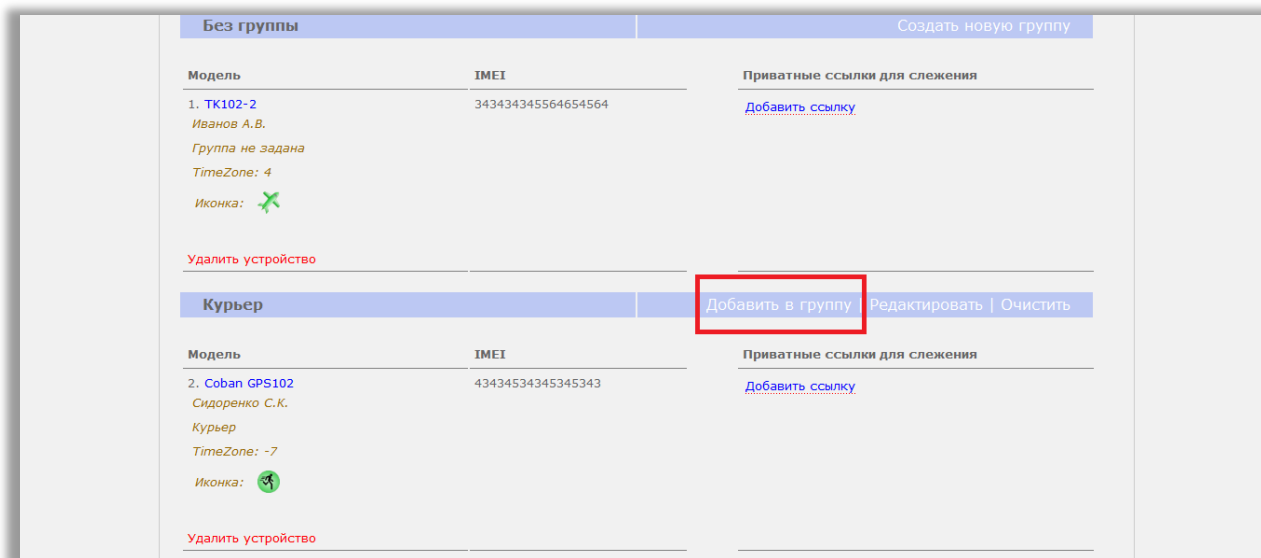 Без группы Создать новую группу
Модель IMEI Приватные ссылки для слежения
1. TK102-2 343434345564654564 Добавить ссылку
Иванов А.В.
Группа не задана
TimeZone: 4
Иконка:
Удалить устройство
Курьер Добавить в группу | Редактировать | Очистить
Модель IMEI Приватные ссылки для слежения
2. Coban GPS102 43434534345345343 Добавить ссылку
Сидоренко С.К.
Курьер
TimeZone: -7
Иконка:
Удалить устройство